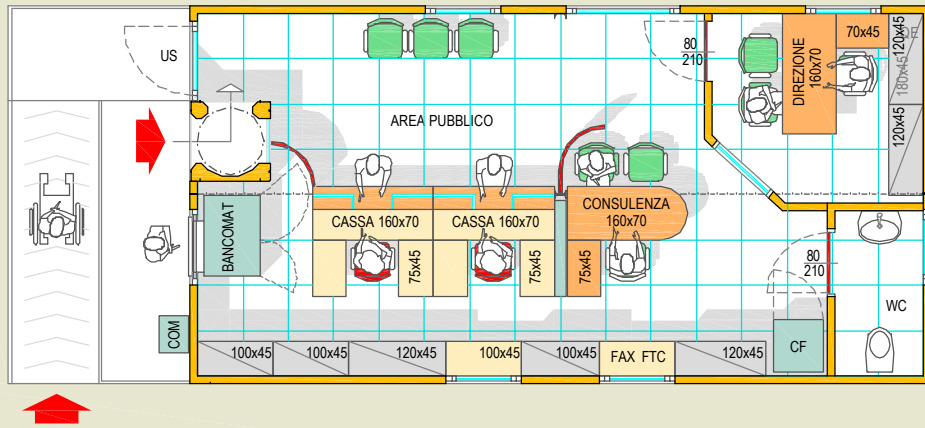 US
80
210
DIREZIONE
160x70
70x45
QE
120x45
180x45
120x45
AREA PUBBLICO
BANCOMAT
CASSA 160x70
CASSA 160x70
CONSULENZA
160x70
75x45
75x45
75x45
80
210
WC
COM
100x45
100x45
120x45
100x45
100x45
FAX FTC
120x45
CF